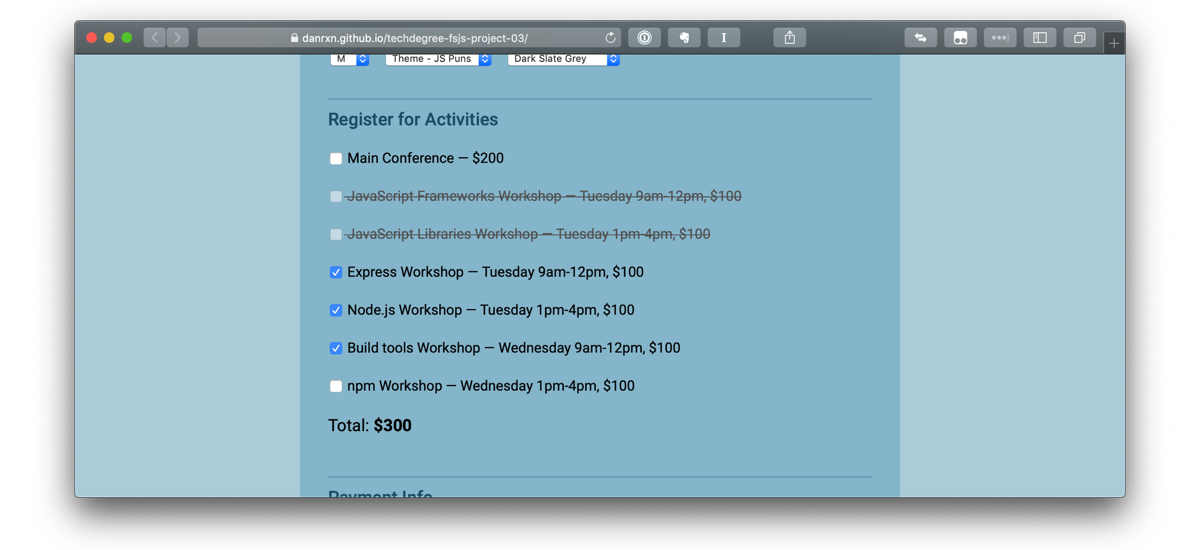 danrxn.github.io/techdegree-fsjs-project-03/
M Theme - JS Puns Dark Slate Grey
Register for Activities
Main Conference — $200
JavaScript Frameworks Workshop — Tuesday 9am-12pm, $100
JavaScript Libraries Workshop — Tuesday 1pm-4pm, $100
Express Workshop — Tuesday 9am-12pm, $100
Node.js Workshop — Tuesday 1pm-4pm, $100
Build tools Workshop — Wednesday 9am-12pm, $100
npm Workshop — Wednesday 1pm-4pm, $100
Total: $300
Payment Info